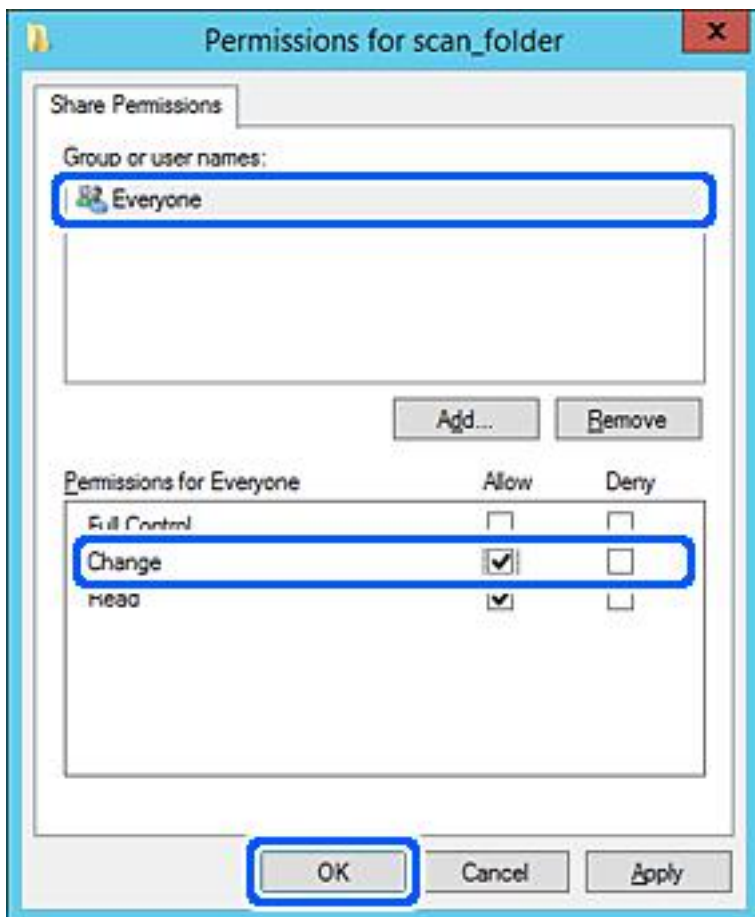 Permissions for scan_folder
Share Permissions
Group or user names:
Everyone
Add... Remove
Permissions for Everyone Allow Deny
Full Control
Change
Read
OK Cancel Apply